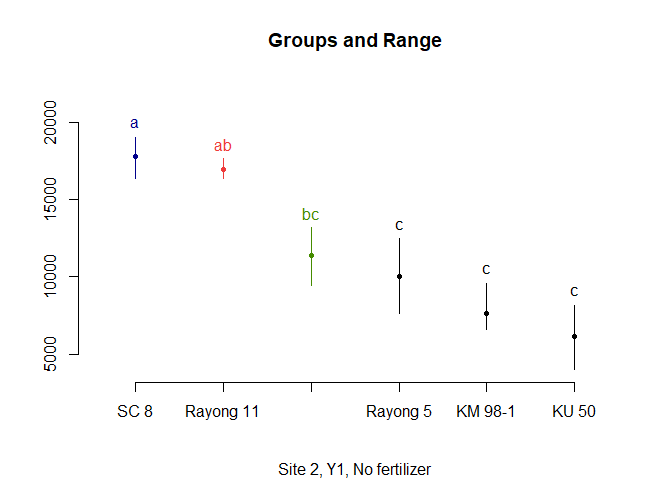 Groups and Range
20000
15000
10000
5000
a
ab
bc
c
c
c
SC 8
Rayong 11
Rayong 5
KM 98-1
KU 50
Site 2, Y1, No fertilizer